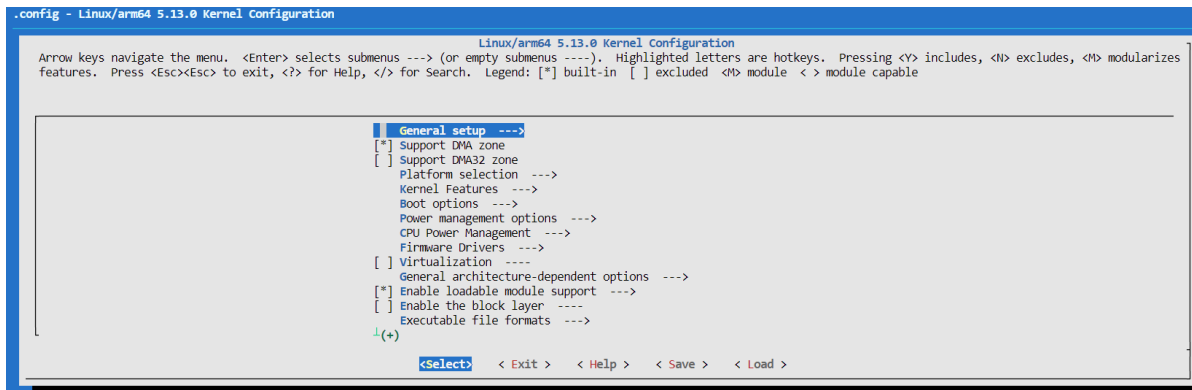 .config - Linux/arm64 5.13.0 Kernel Configuration
Linux/arm64 5.13.0 Kernel Configuration
Arrow keys navigate the menu.  <Enter> selects submenus ---> (or empty submenus ----).  Highlighted letters are hotkeys.  Pressing <Y> includes, <N> excludes, <M> modularizes
features.  Press <Esc><Esc> to exit, <?> for Help, </> for Search.  Legend: [*] built-in  [ ] excluded  <M> module  < > module capable
General setup  --->
[*] Support DMA zone
[ ] Support DMA32 zone
Platform selection  --->
Kernel Features  --->
Boot options  --->
Power management options  --->
CPU Power Management  --->
Firmware Drivers  --->
[ ] Virtualization  ----
General architecture-dependent options  --->
[*] Enable loadable module support  --->
[ ] Enable the block layer  ----
Executable file formats  --->
┴(+)
<Select>    < Exit >    < Help >    < Save >    < Load >